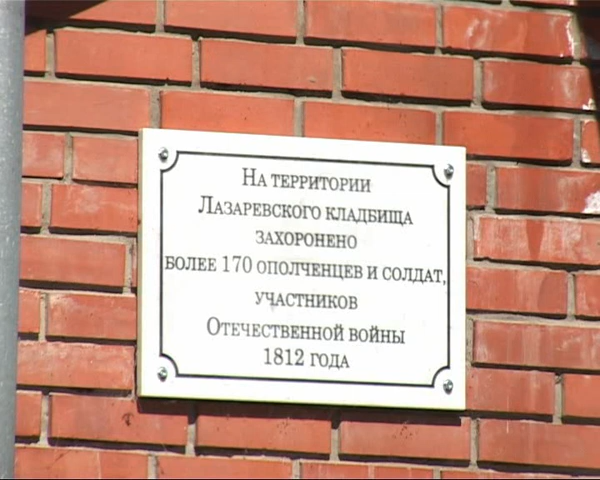 На территории
Лазаревского кладбища
захоронено
более 170 ополченцев и солдат,
участников
Отечественной войны
1812 года